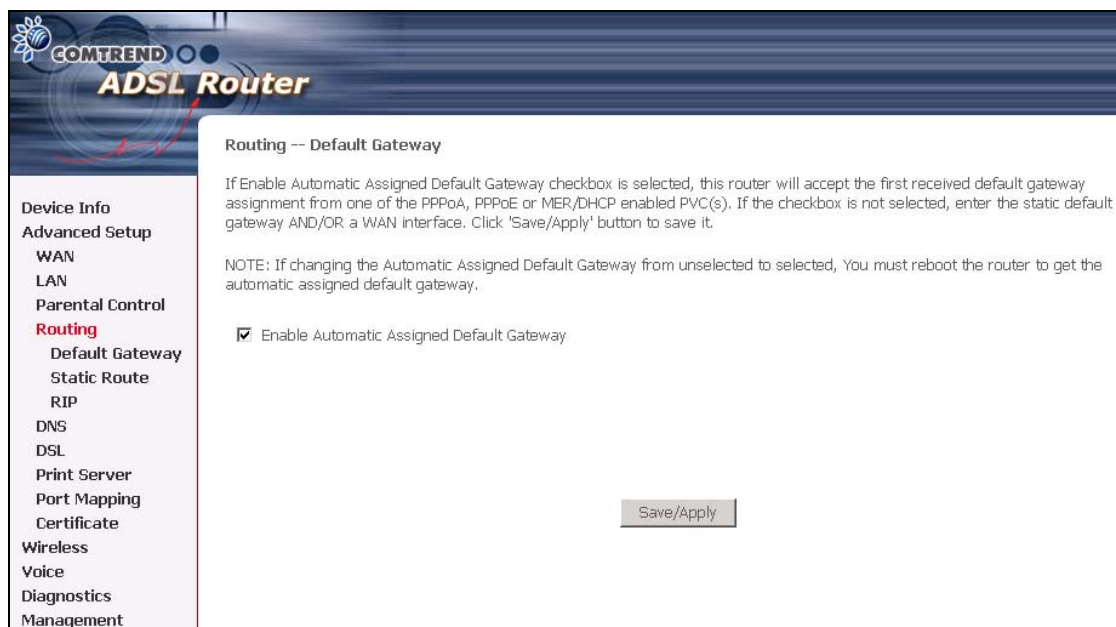 COMTREND
ADSL Router
Device Info
Advanced Setup
WAN
LAN
Parental Control
Routing
Default Gateway
Static Route
RIP
DNS
DSL
Print Server
Port Mapping
Certificate
Wireless
Voice
Diagnostics
Management
Routing -- Default Gateway
If Enable Automatic Assigned Default Gateway checkbox is selected, this router will accept the first received default gateway
assignment from one of the PPPoA, PPPoE or MER/DHCP enabled PVC(s). If the checkbox is not selected, enter the static default
gateway AND/OR a WAN interface. Click 'Save/Apply' button to save it.
NOTE: If changing the Automatic Assigned Default Gateway from unselected to selected, You must reboot the router to get the
automatic assigned default gateway.
Enable Automatic Assigned Default Gateway
Save/Apply